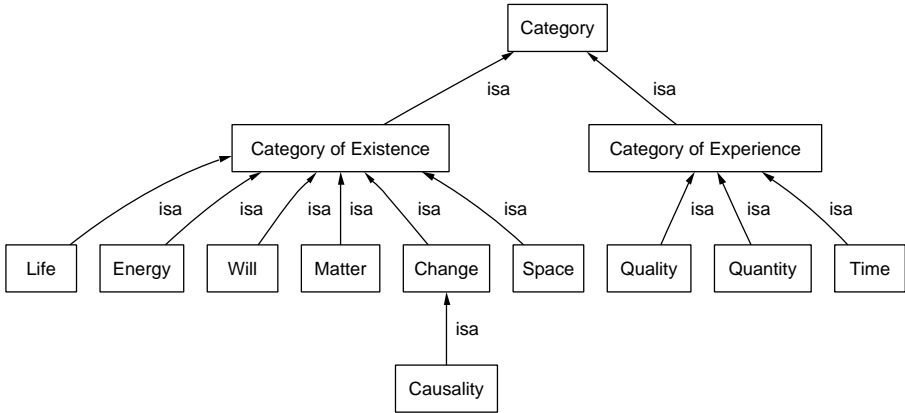 Category
isa
isa
Category of Existence
Category of Experience
isa
isa
isa
isa
isa
isa
isa
isa
isa
Life
Energy
Will
Matter
Change
Space
Quality
Quantity
Time
isa
Causality